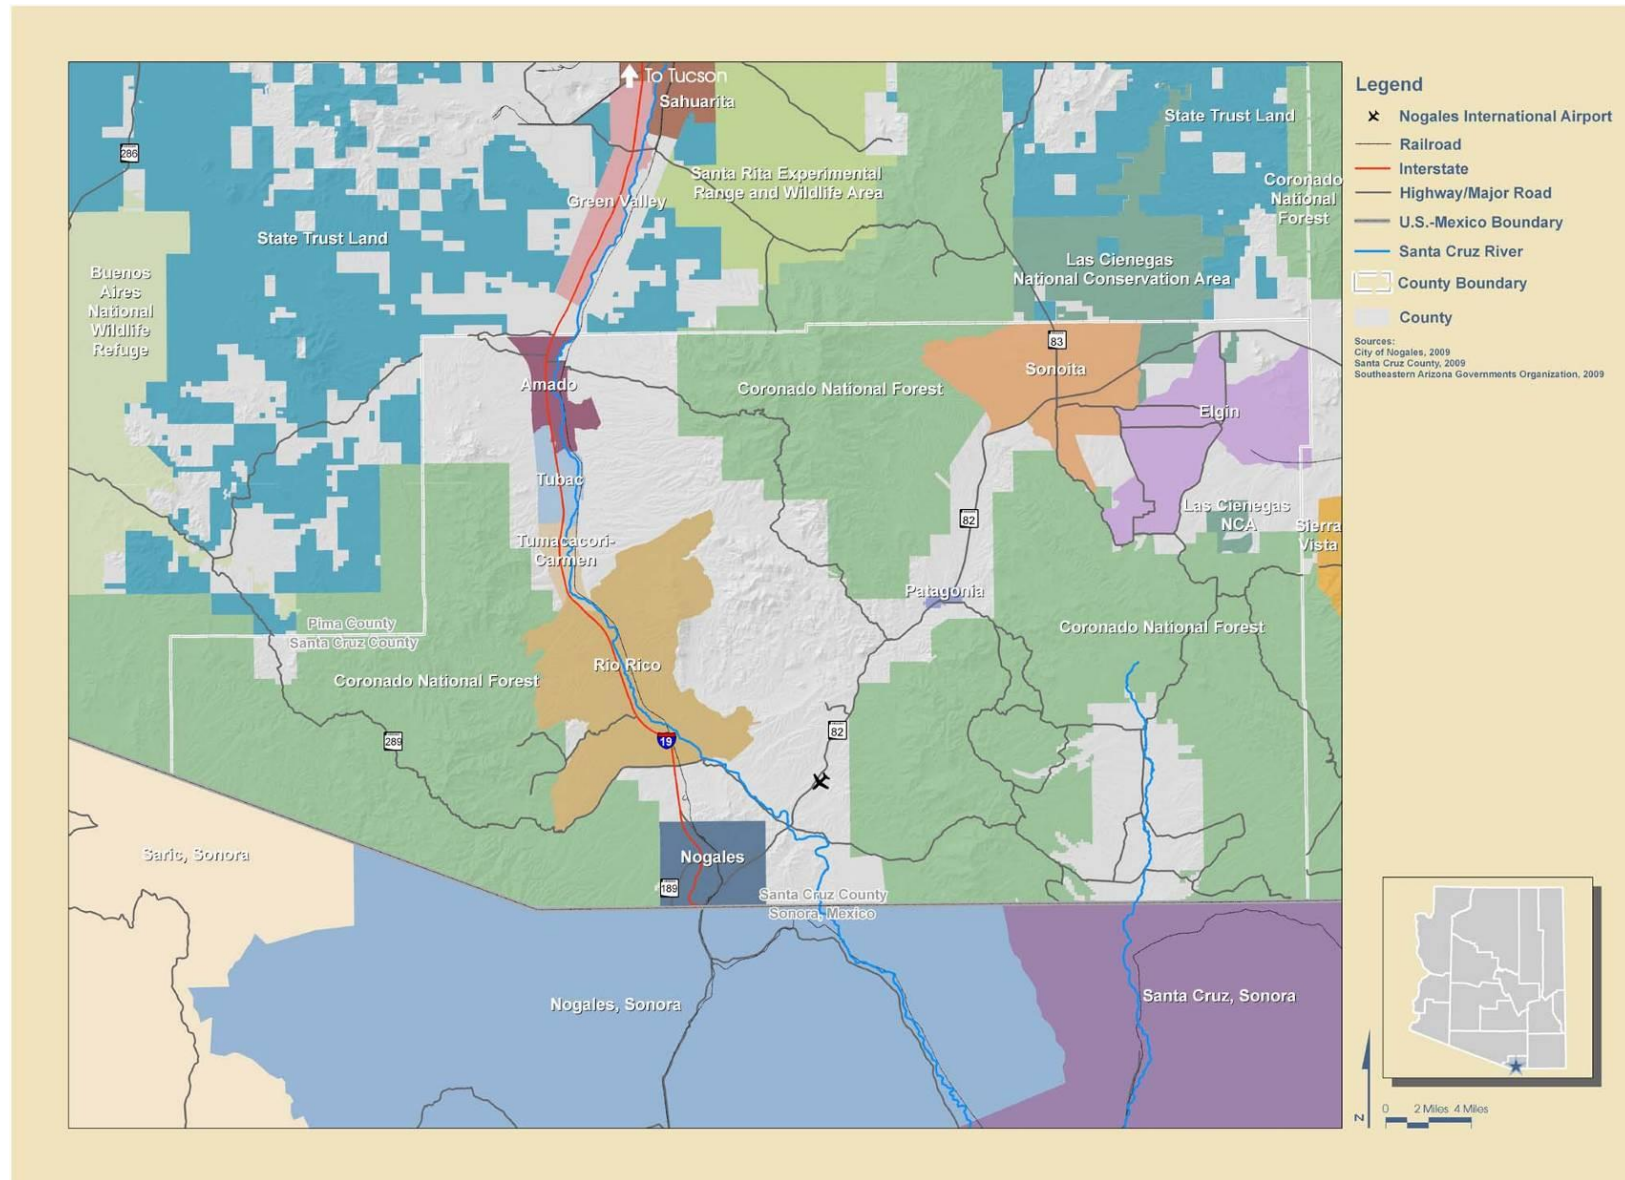 To Tucson
Sahuarita
286
State Trust Land
Santa Rita Experimental
Range and Wildlife Area
Green Valley
Coronado
National
Forest
State Trust Land
Las Cienegas
National Conservation Area
Buenos
Aires
National
Wildlife
Refuge
83
Sonoita
Amado
Coronado National Forest
Elgin
Tubac
82
Las Cienegas
NCA
Sierra
Vista
Tumacacori-
Carmen
Patagonia
Pima County
Santa Cruz County
Coronado National Forest
Rio Rico
Coronado National Forest
289
19
82
Saric, Sonora
Nogales
189
Santa Cruz County
Sonora, Mexico
Nogales, Sonora
Santa Cruz, Sonora
Legend
Nogales International Airport
Railroad
Interstate
Highway/Major Road
U.S.-Mexico Boundary
Santa Cruz River
County Boundary
County
Sources:
City of Nogales, 2009
Santa Cruz County, 2009
Southeastern Arizona Governments Organization, 2009
N
0 2 Miles 4 Miles